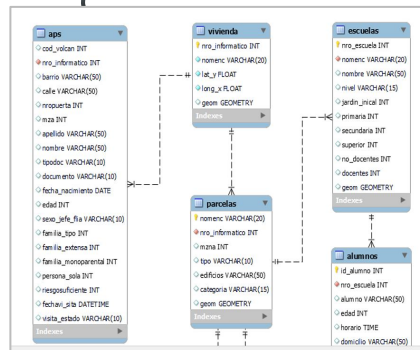 aps
cod_volcan INT
nro_informatico INT
barrio VARCHAR(50)
calle VARCHAR(50)
nropuerta INT
mza INT
apellido VARCHAR(50)
nombre VARCHAR(50)
tipodoc VARCHAR(10)
documento VARCHAR(10)
fecha_nacimiento DATE
edad INT
sexo_jefe_flia VARCHAR(10)
familia_tipo INT
familia_extensa INT
familia_monoparental INT
persona_sola INT
riesgosuficiente INT
fechavi_sita DATETIME
visita_estado VARCHAR(10)
Indexes
vivienda
nro_informatico INT
nomenc VARCHAR(20)
lat_y FLOAT
long_x FLOAT
geom GEOMETRY
Indexes
parcelas
nomenc VARCHAR(20)
nro_informatico INT
mzna INT
tipo VARCHAR(10)
edificios VARCHAR(50)
categoria VARCHAR(15)
geom GEOMETRY
Indexes
escuelas
nro_escuela INT
nomenc VARCHAR(20)
nombre VARCHAR(50)
nivel VARCHAR(15)
jardin_inical INT
primaria INT
secundaria INT
superior INT
no_docentes INT
docentes INT
geom GEOMETRY
Indexes
alumnos
id_alumno INT
nro_escuela INT
alumno VARCHAR(50)
edad INT
horario TIME
domicilio VARCHAR(50)